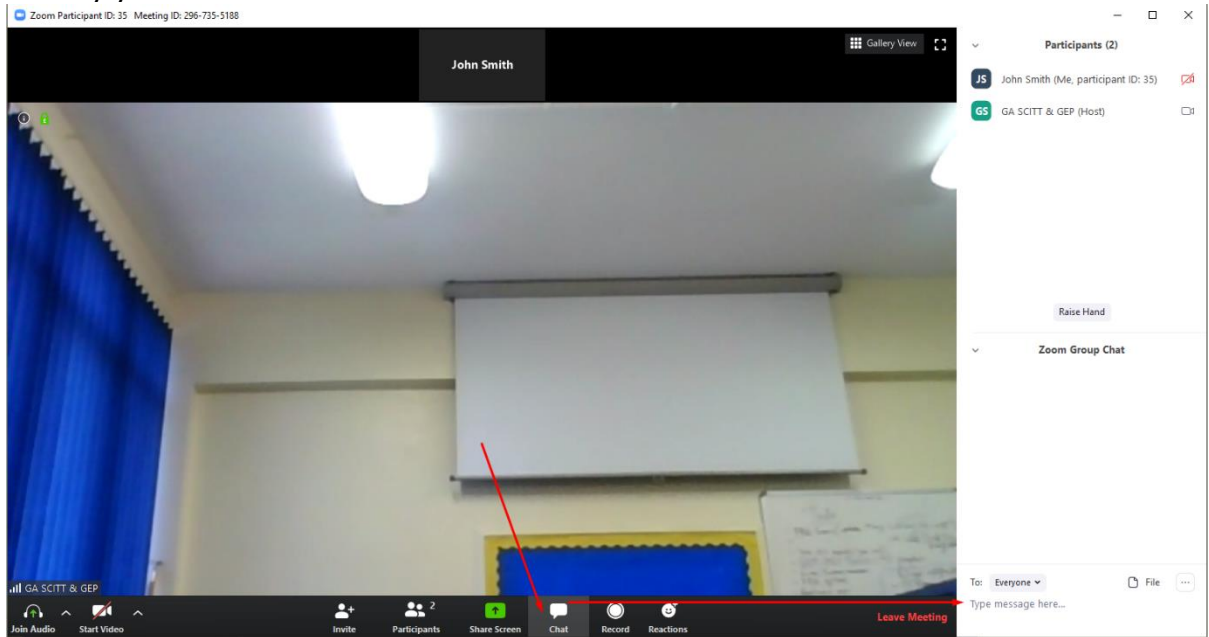 Zoom Participant ID: 35 Meeting ID: 296-735-5188
Gallery View
John Smith
Participants (2)
JS John Smith (Me, participant ID: 35)
GS GA SCITT & GEP (Host)
Raise Hand
Zoom Group Chat
To: Everyone File
Type message here...
GA SCITT & GEP
Join Audio Start Video Invite Participants 2 Share Screen Chat Record Reactions Leave Meeting